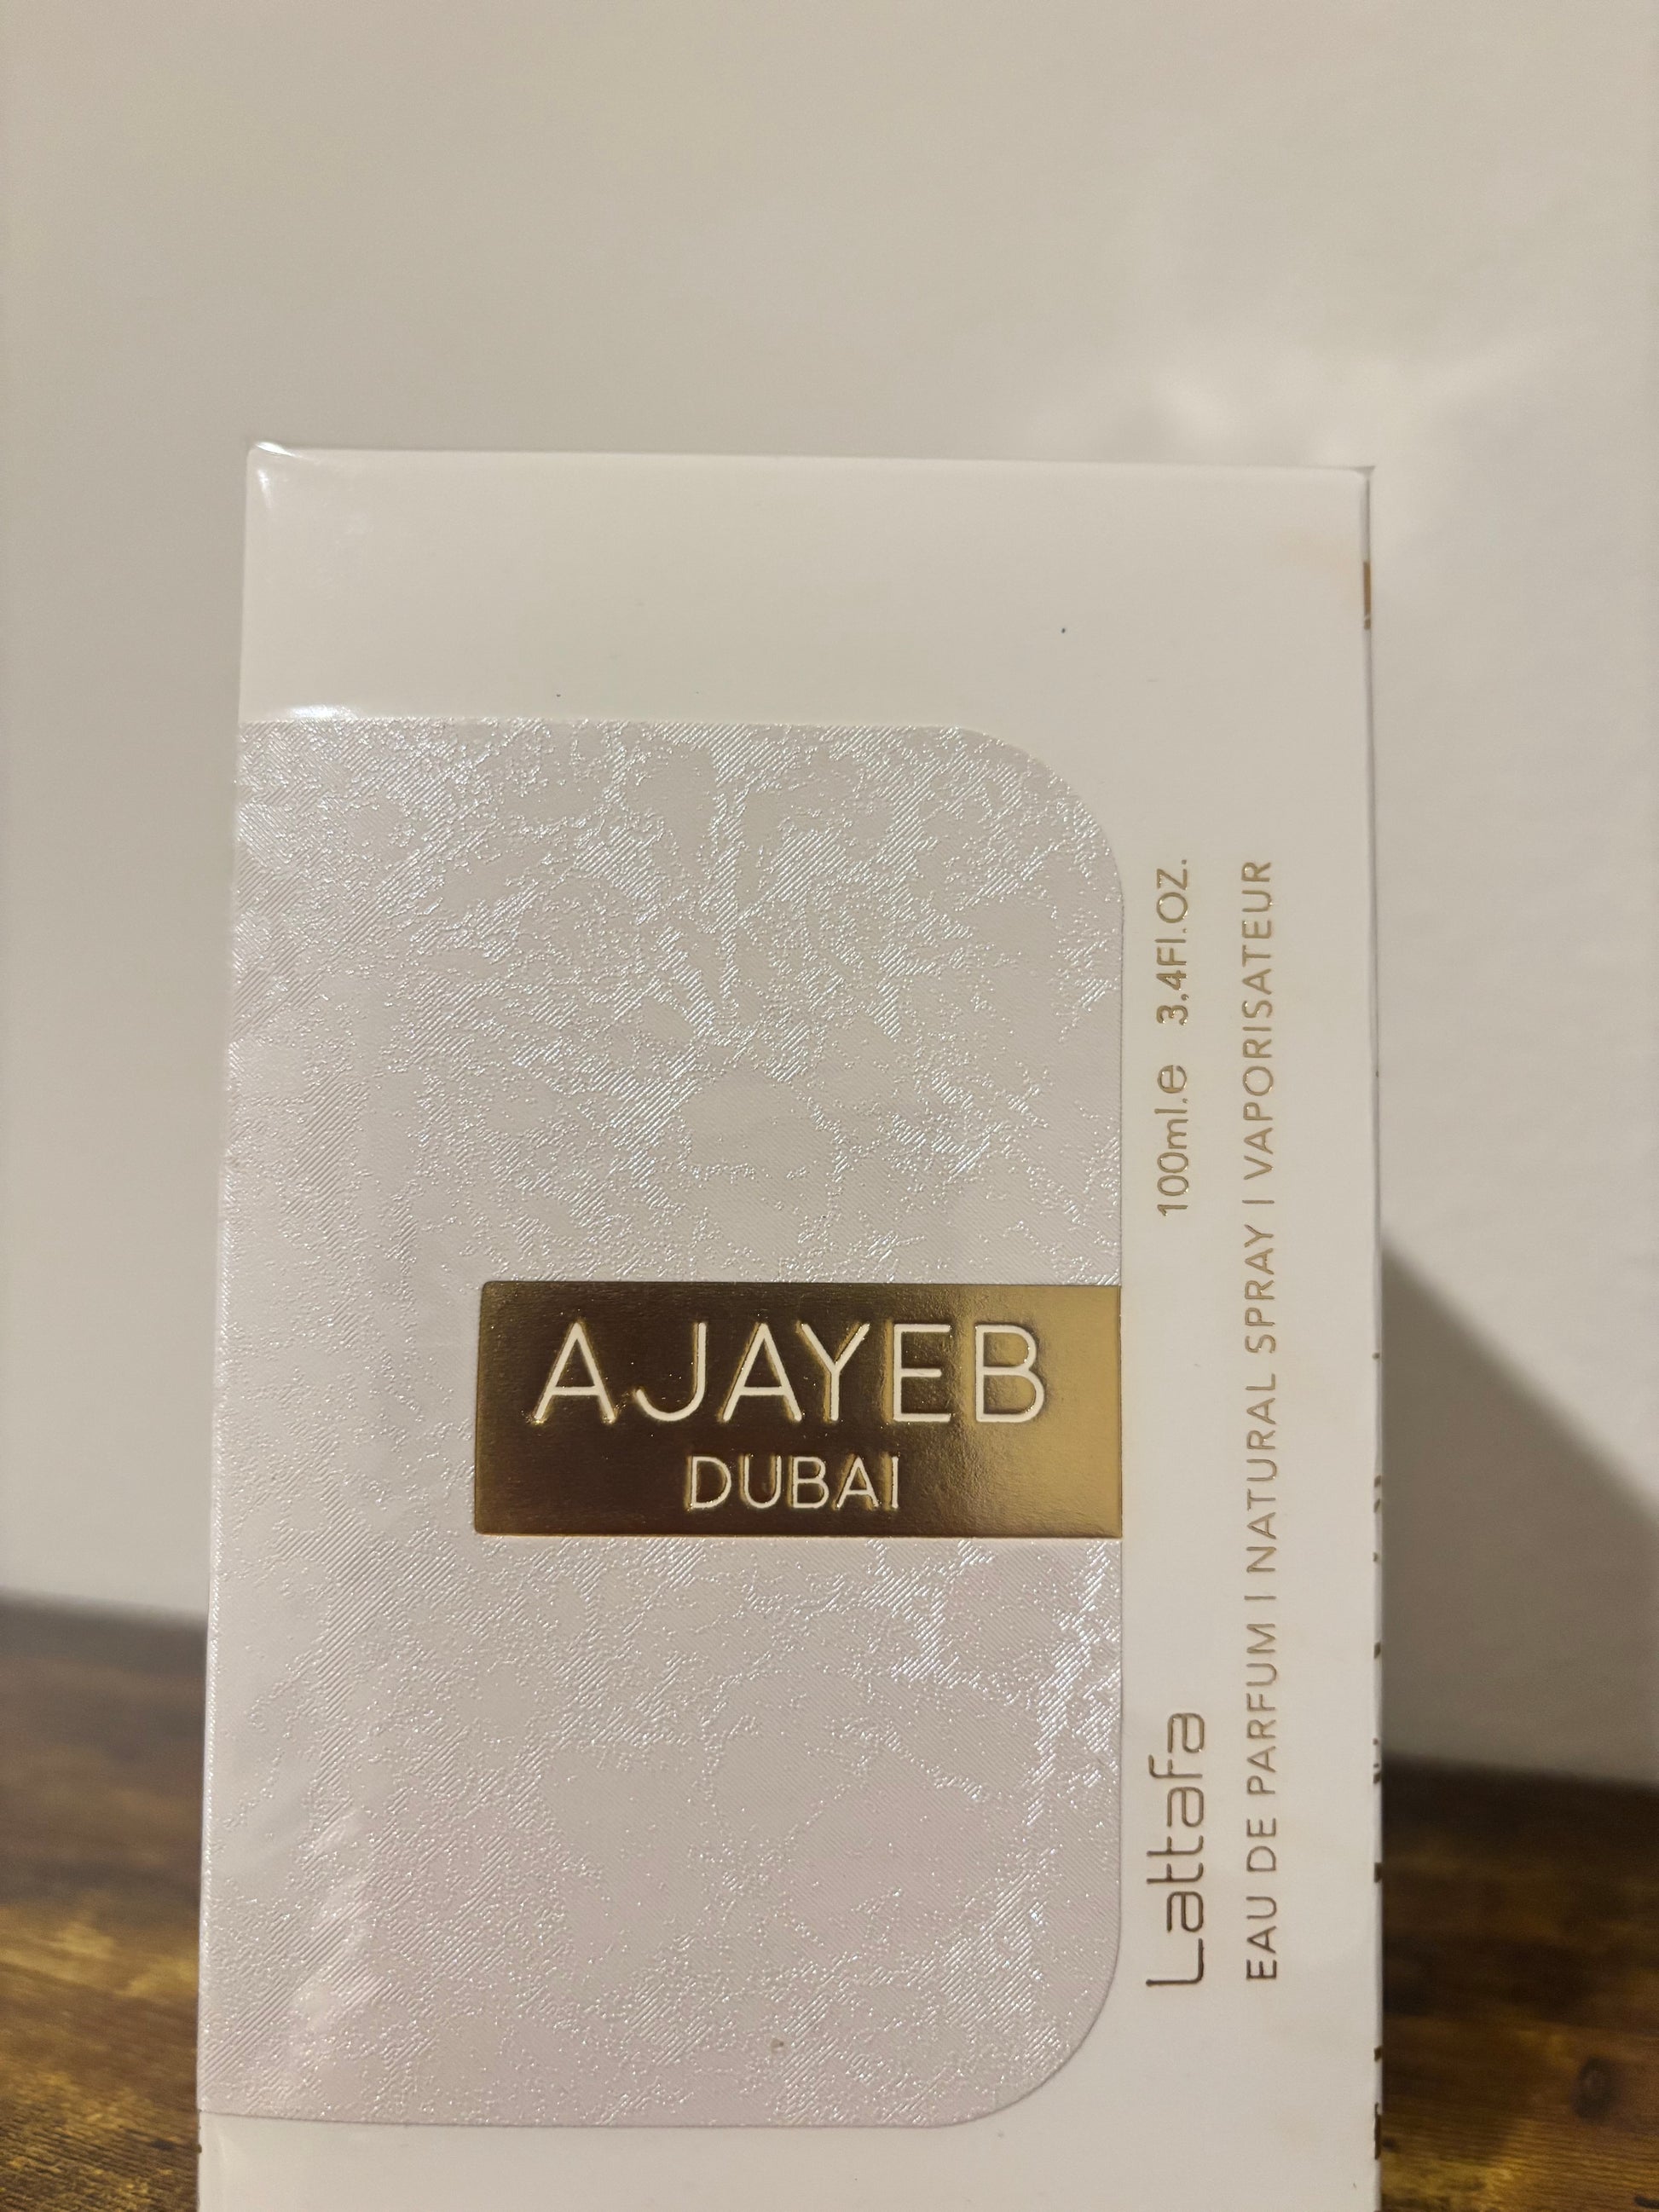 AJAYEB
DUBAI
Lattafa
100ml.e 3.4Fl.OZ.
EAU DE PARFUM | NATURAL SPRAY | VAPORISATEUR